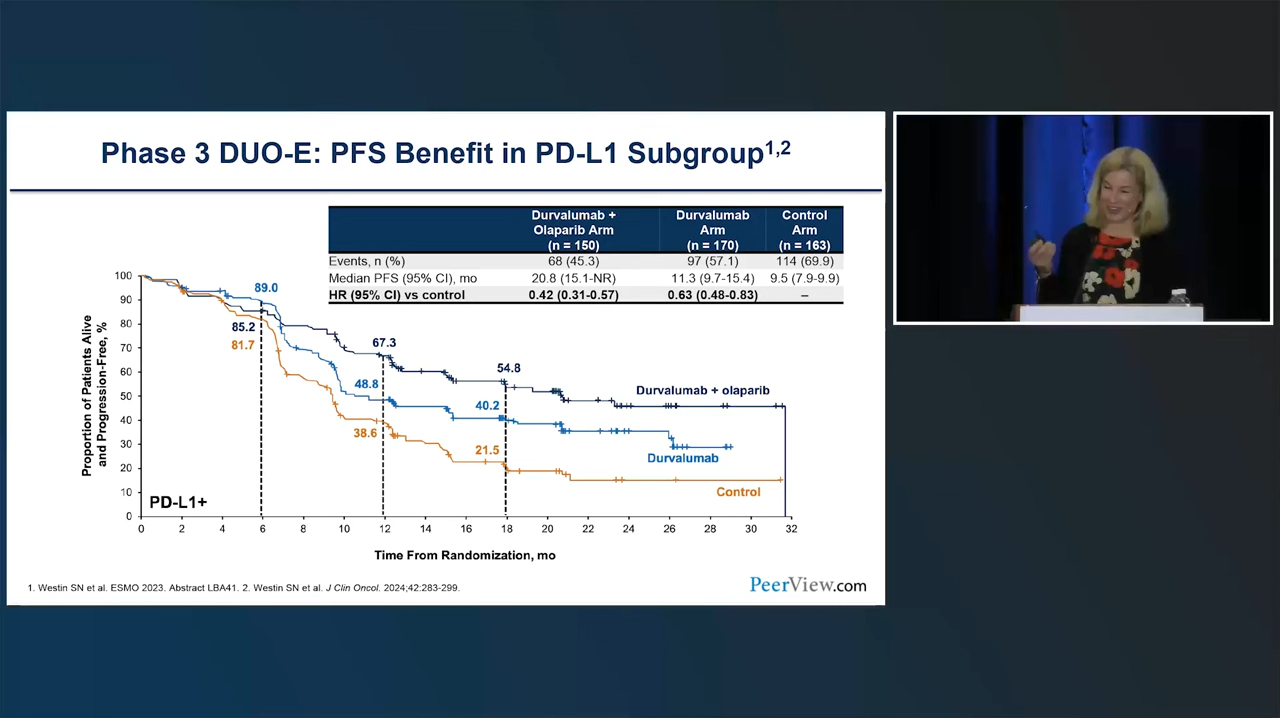 Phase 3 DUO-E: PFS Benefit in PD-L1 Subgroup1,2
Durvalumab + Olaparib Arm (n = 150) Durvalumab Arm (n = 170) Control Arm (n = 163)
Events, n (%) 68 (45.3) 97 (57.1) 114 (69.9)
Median PFS (95% CI), mo 20.8 (15.1-NR) 11.3 (9.7-15.4) 9.5 (7.9-9.9)
HR (95% CI) vs control 0.42 (0.31-0.57) 0.63 (0.48-0.83) –
Proportion of Patients Alive
and Progression-Free, %
100
90
80
70
60
50
40
30
20
10
0
89.0
85.2
81.7
67.3
48.8
38.6
54.8
40.2
21.5
Durvalumab + olaparib
Durvalumab
Control
PD-L1+
0 2 4 6 8 10 12 14 16 18 20 22 24 26 28 30 32
Time From Randomization, mo
1. Westin SN et al. ESMO 2023. Abstract LBA41. 2. Westin SN et al. J Clin Oncol. 2024;42:283-299.
PeerView.com